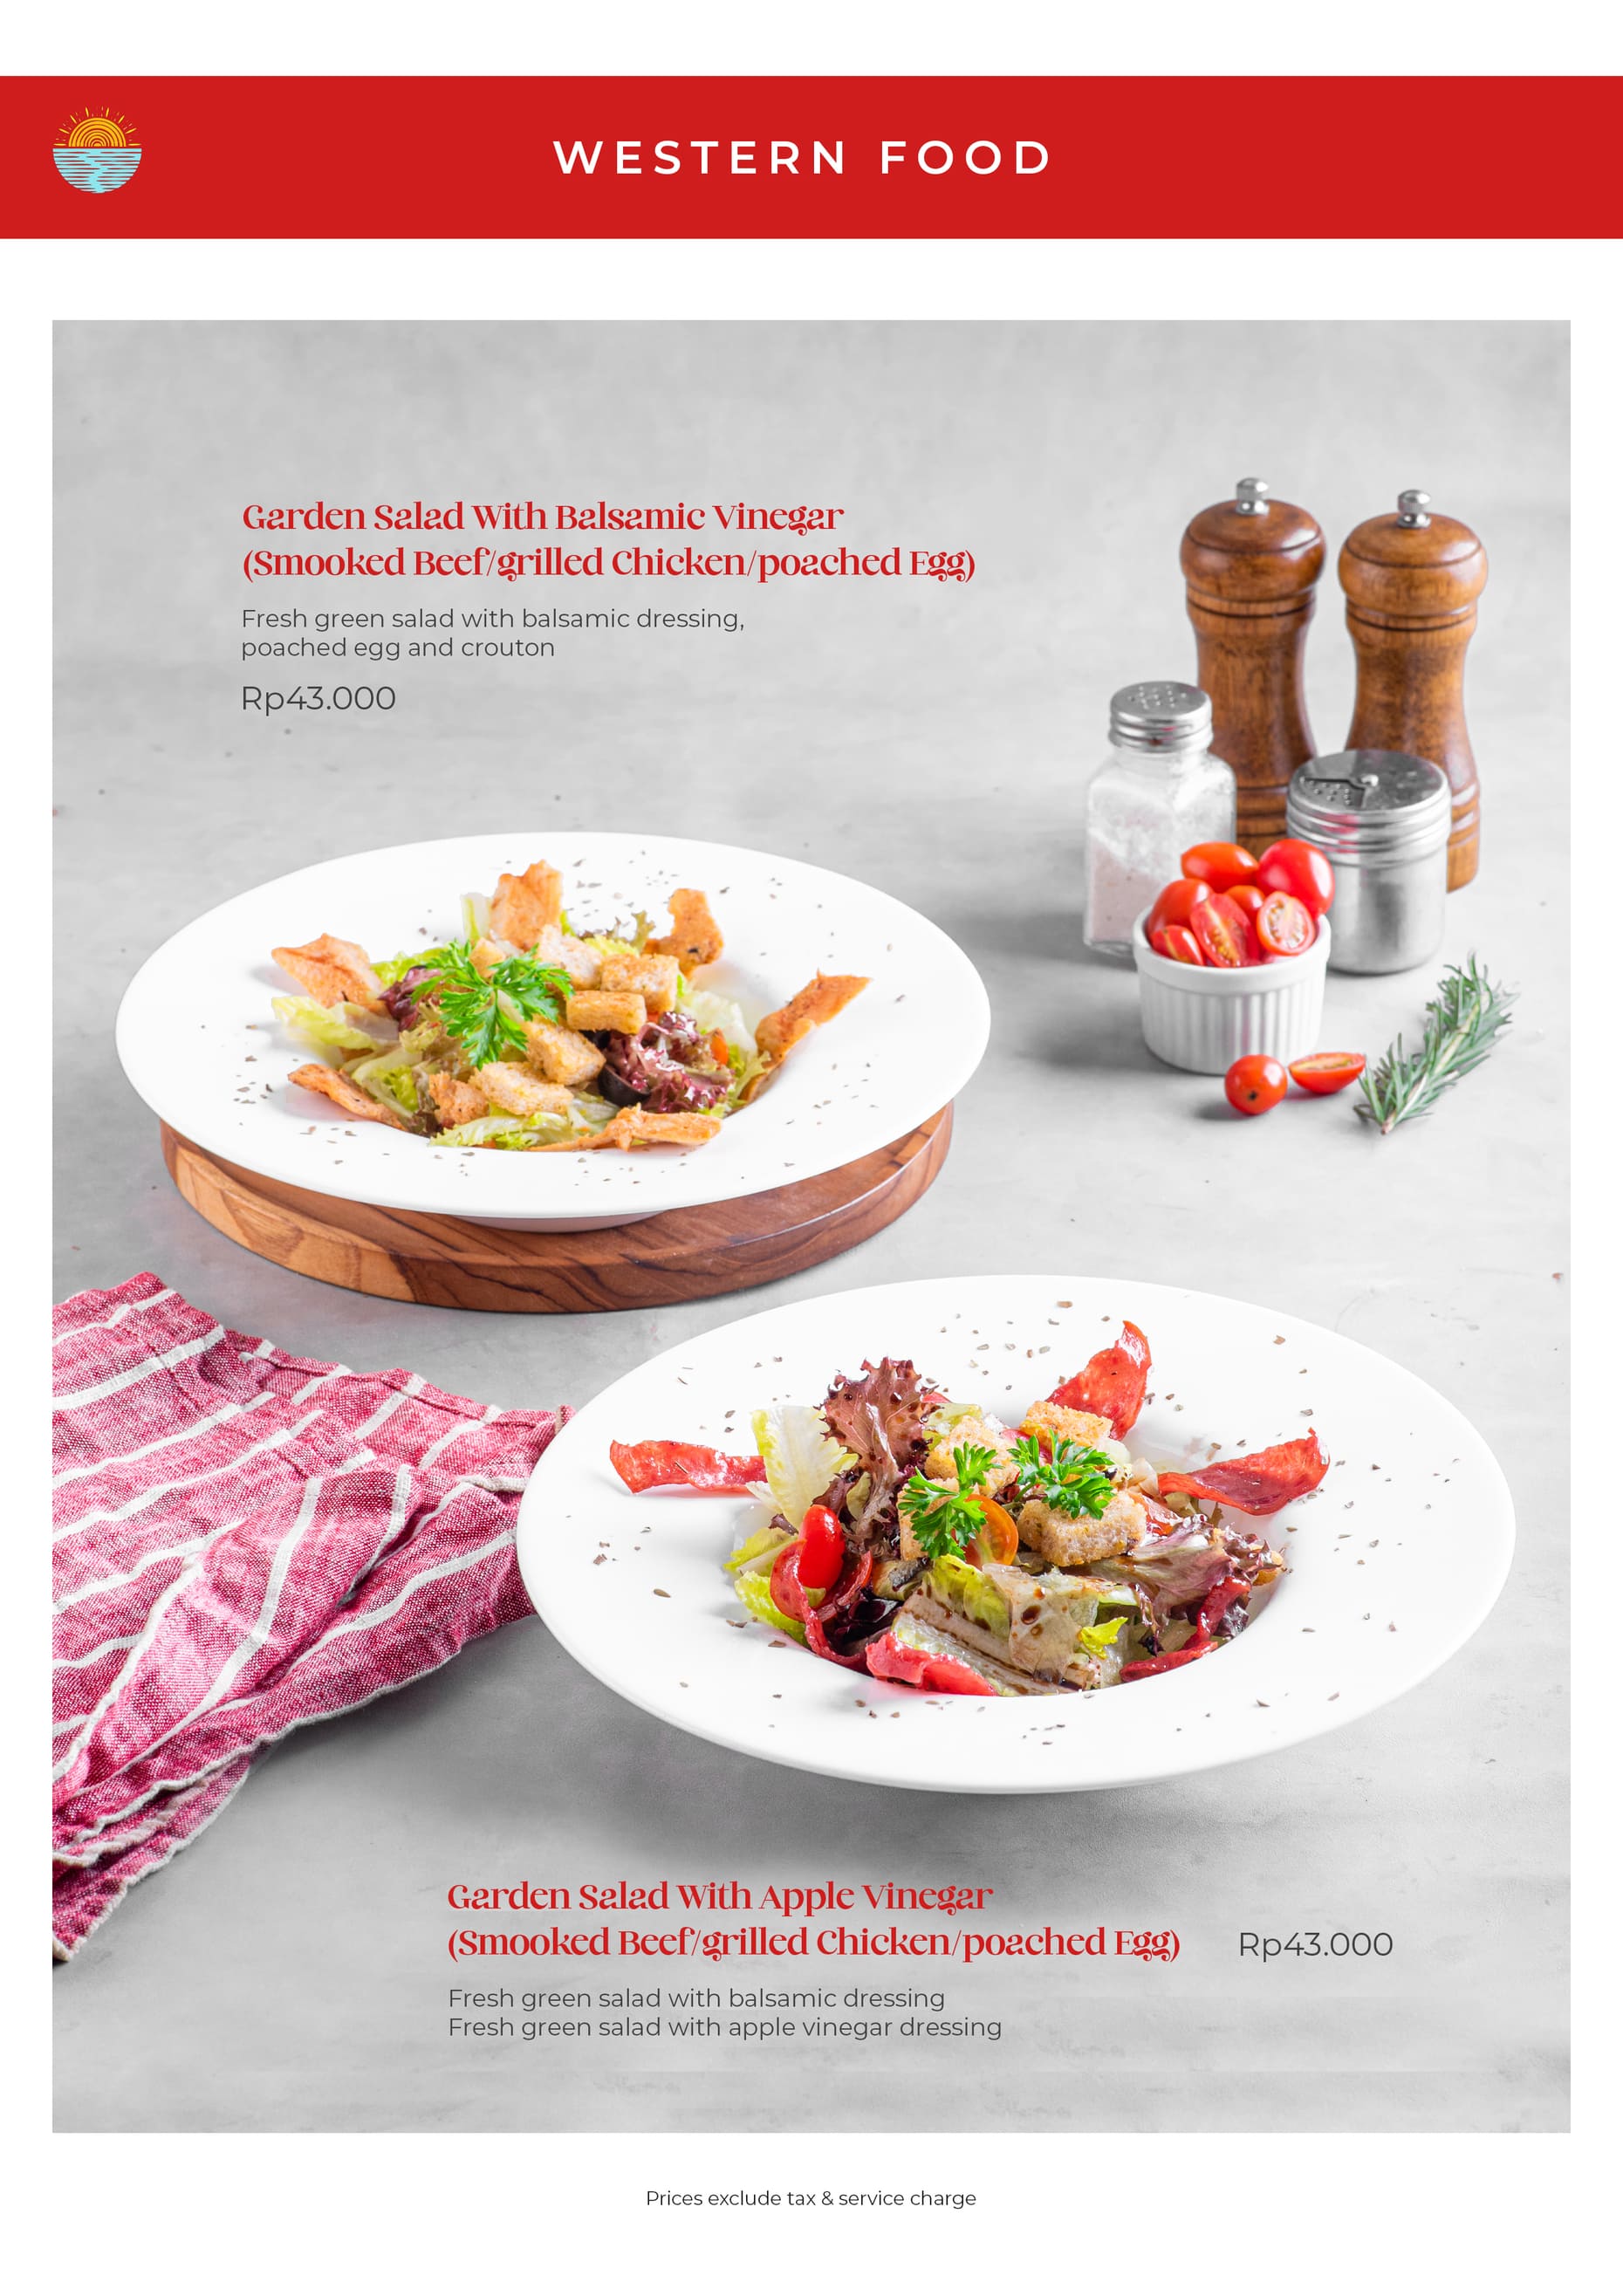 WESTERN FOOD
Garden Salad With Balsamic Vinegar
(Smooked Beef/grilled Chicken/poached Egg)
Fresh green salad with balsamic dressing,
poached egg and crouton
Rp43.000
Garden Salad With Apple Vinegar
(Smooked Beef/grilled Chicken/poached Egg) Rp43.000
Fresh green salad with balsamic dressing
Fresh green salad with apple vinegar dressing
Prices exclude tax & service charge